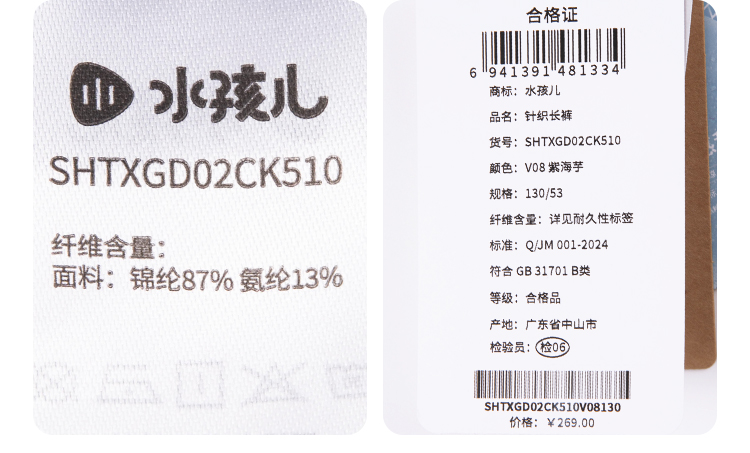 水孩儿
SHTXGD02CK510
纤维含量：
面料：锦纶87% 氨纶13%
合格证
6 941391 481334
商标：水孩儿
品名：针织长裤
货号：SHTXGD02CK510
颜色：V08 紫海芋
规格：130/53
纤维含量：详见耐久性标签
标准：Q/JM 001-2024
符合 GB 31701 B类
等级：合格品
产地：广东省中山市
检验员：检06
SHTXGD02CK510V08130
价格：￥269.00